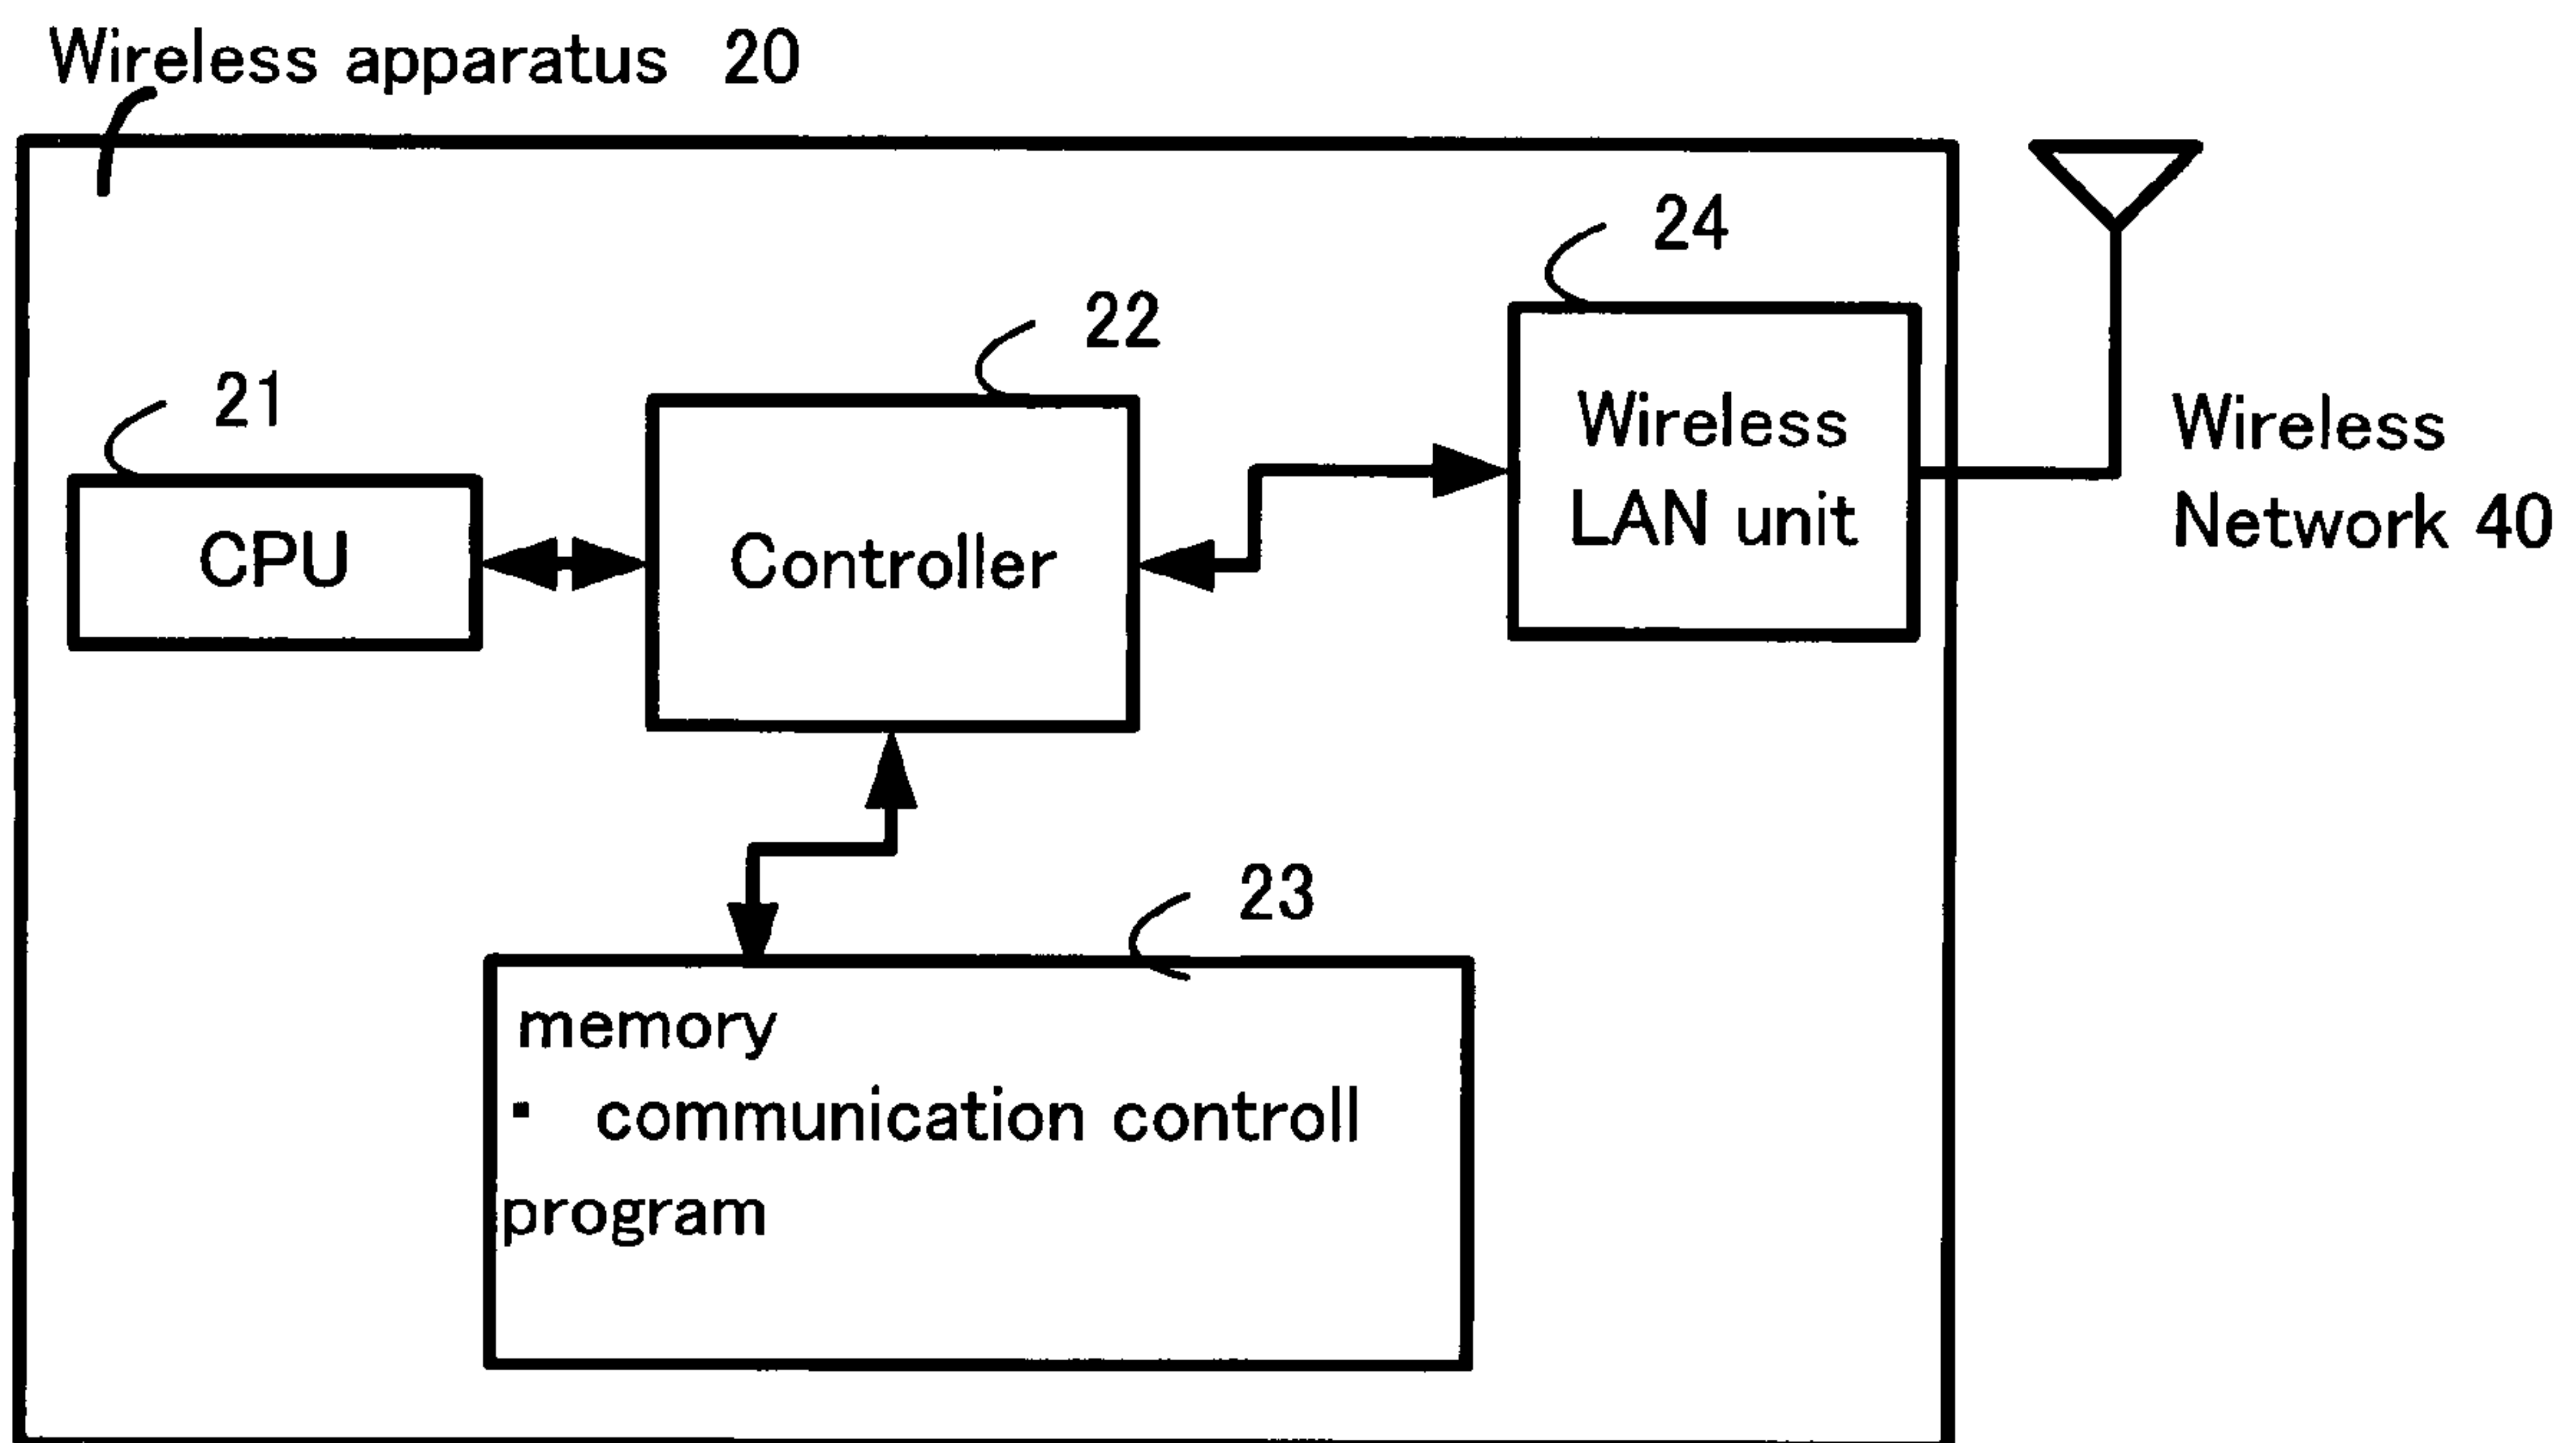 Wireless apparatus 20
24
22
21
Wireless
LAN unit
Wireless
Network 40
CPU
Controller
23
memory
・ communication controll
program